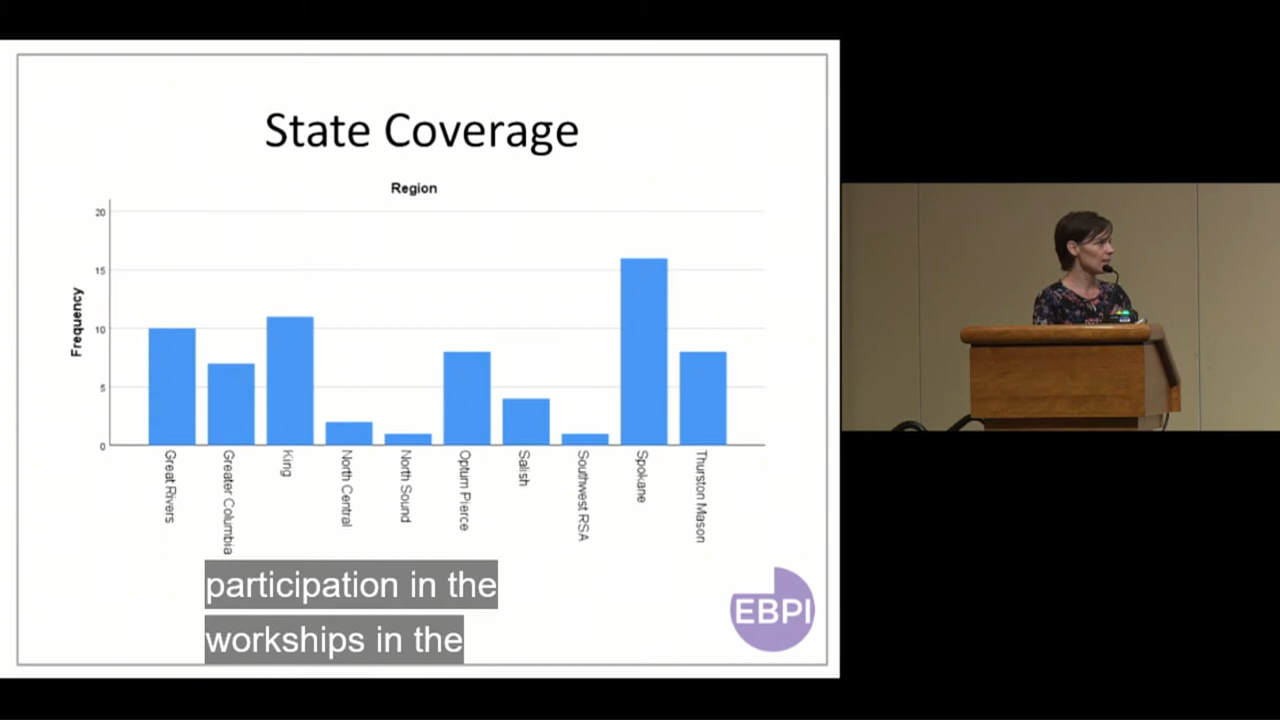 State Coverage
Region
Frequency
20
15
10
5
0
Great Rivers
Greater Columbia
King
North Central
North Sound
Optum Pierce
Salish
Southwest RSA
Spokane
Thurston Mason
participation in the
workships in the
EBPI